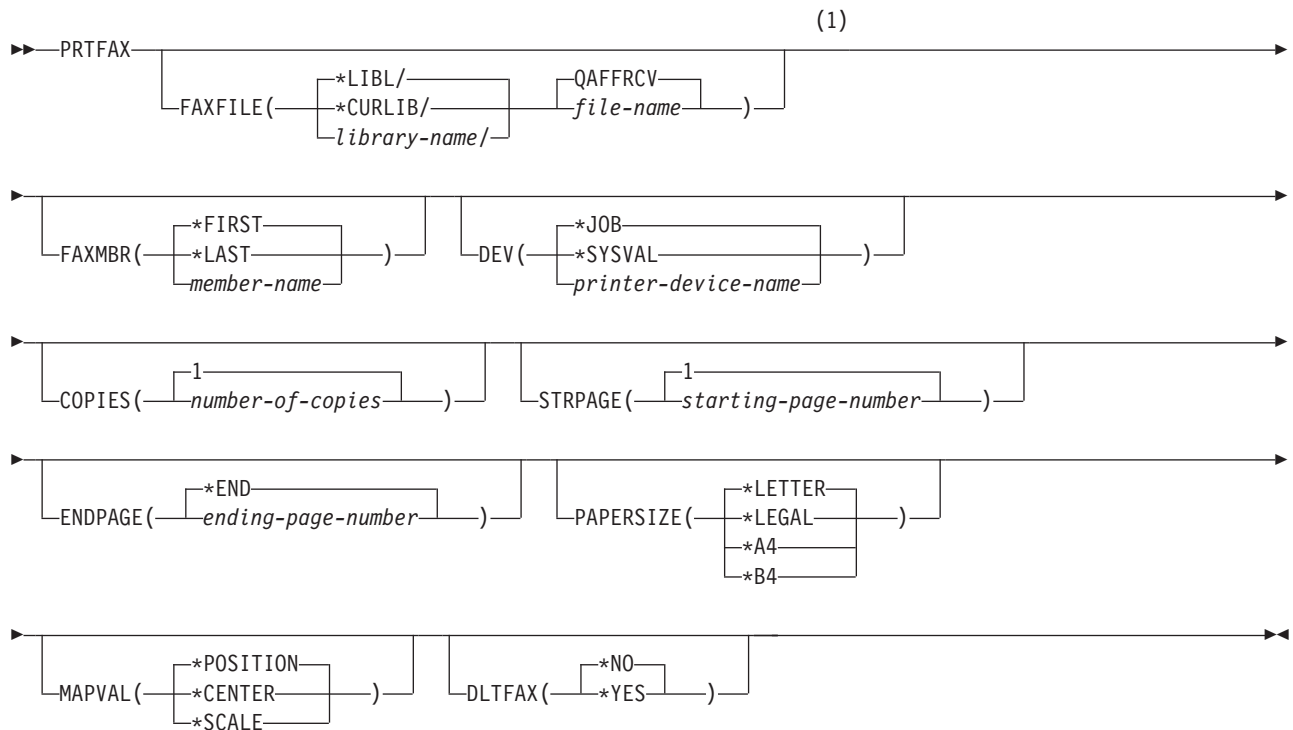 (1)
PRTFAX
*LIBL/ QAFFRCV
FAXFILE( *CURLIB/ file-name )
library-name/
*FIRST *JOB
FAXMBR( *LAST ) DEV( *SYSVAL )
member-name printer-device-name
1 1
COPIES( number-of-copies ) STRPAGE( starting-page-number )
*END *LETTER
ENDPAGE( ending-page-number ) PAPERSIZE( *LEGAL )
*A4
*B4
*POSITION *NO
MAPVAL( *CENTER ) DLTFAX( *YES )
*SCALE